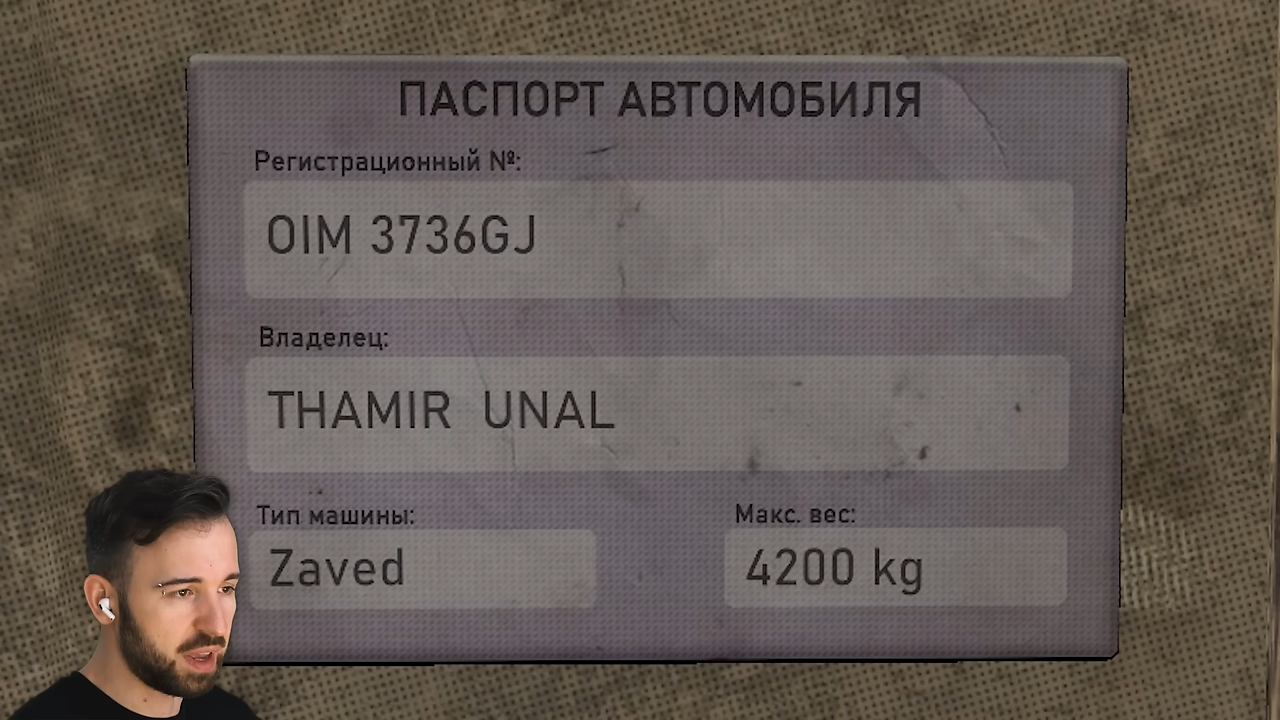 ПАСПОРТ АВТОМОБИЛЯ
Регистрационный №:
OIM 3736GJ
Владелец:
THAMIR UNAL
Тип машины:
Zaved
Макс. вес:
4200 kg